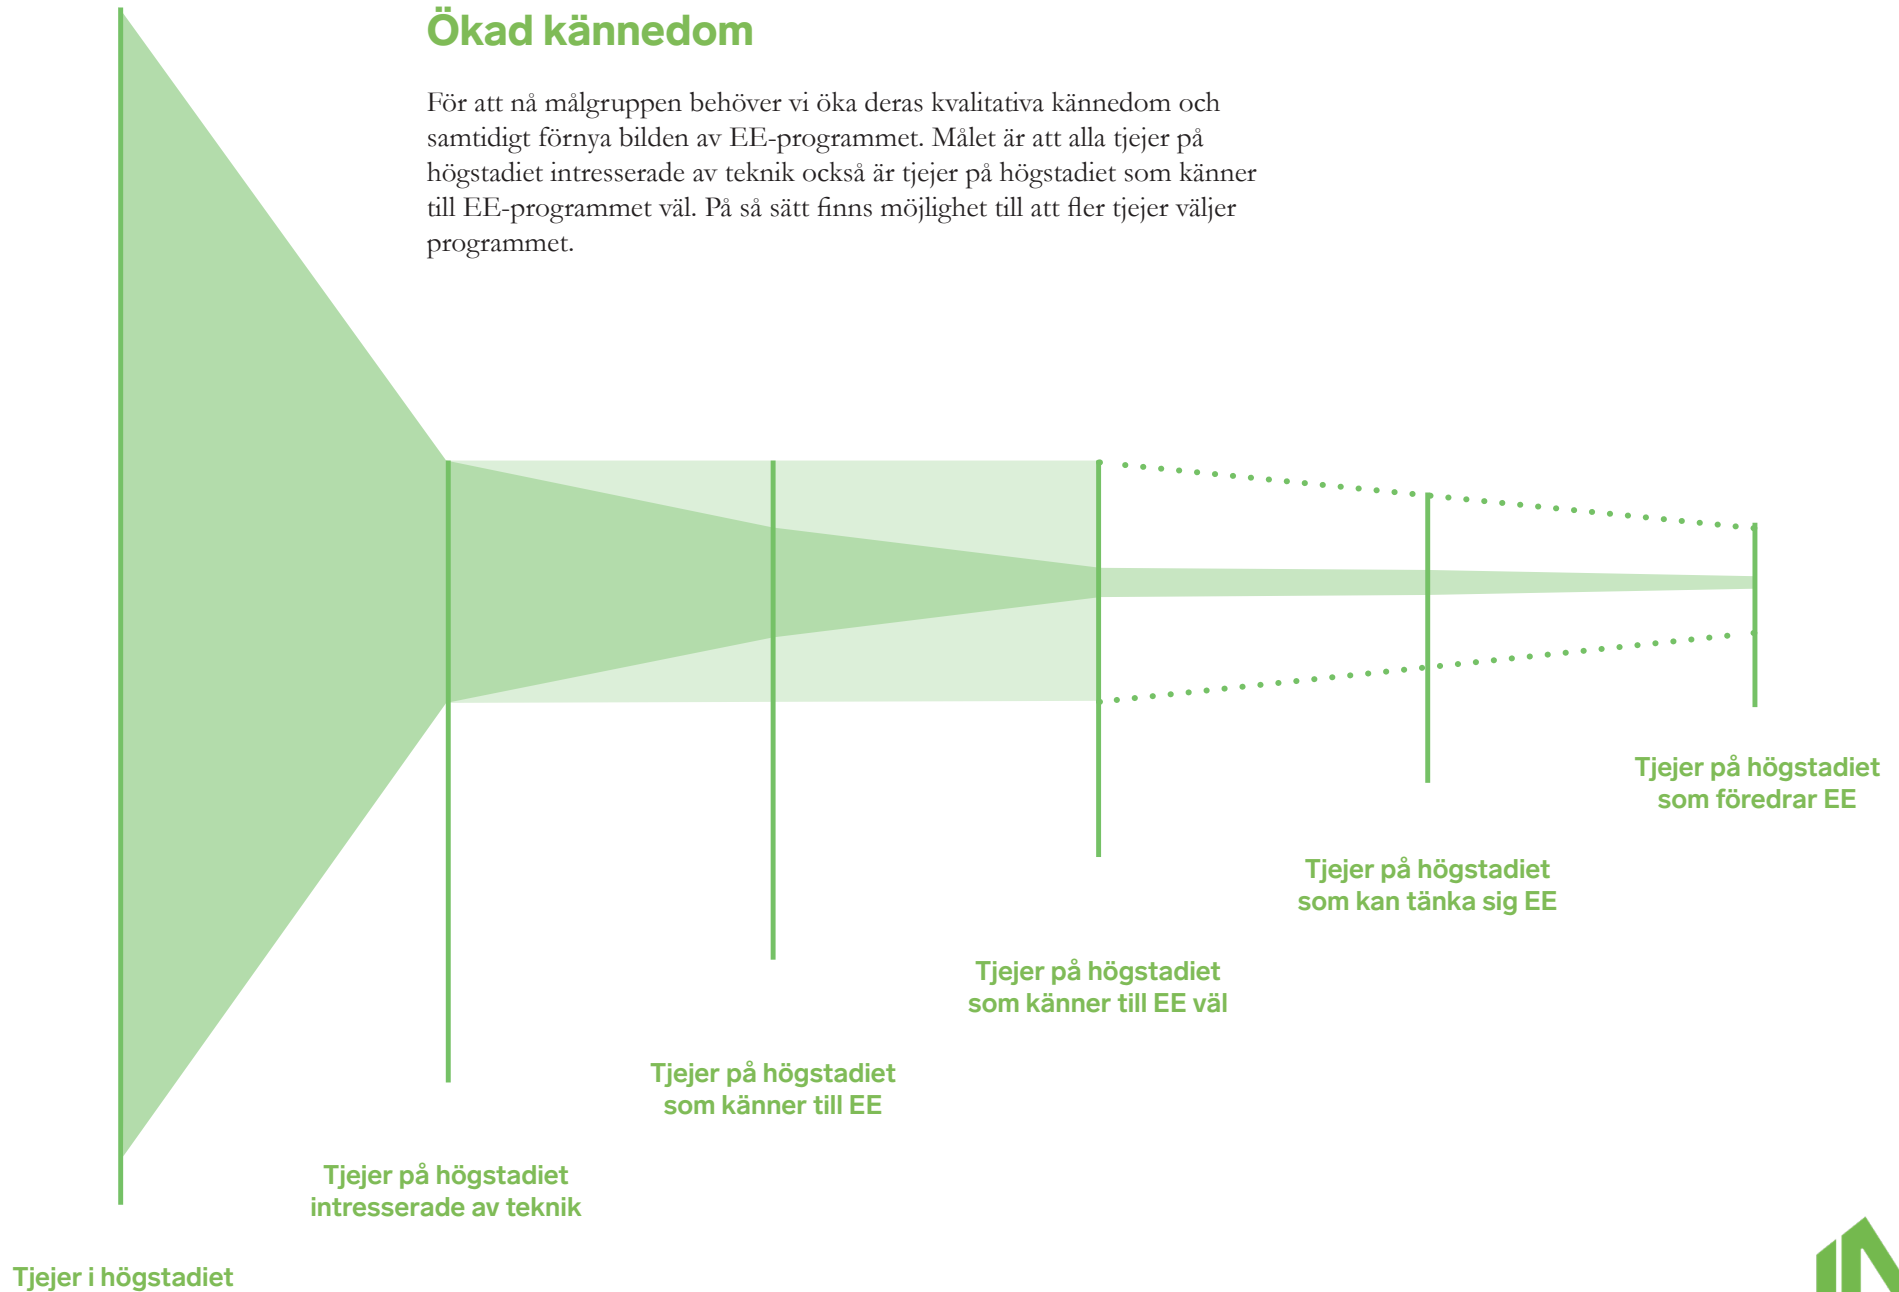 Ökad kännedom
För att nå målgruppen behöver vi öka deras kvalitativa kännedom och
samtidigt förnya bilden av EE-programmet. Målet är att alla tjejer på
högstadiet intresserade av teknik också är tjejer på högstadiet som känner
till EE-programmet väl. På så sätt finns möjlighet till att fler tjejer väljer
programmet.
Tjejer på högstadiet
som föredrar EE
Tjejer på högstadiet
som kan tänka sig EE
Tjejer på högstadiet
som känner till EE väl
Tjejer på högstadiet
som känner till EE
Tjejer på högstadiet
intresserade av teknik
Tjejer i högstadiet